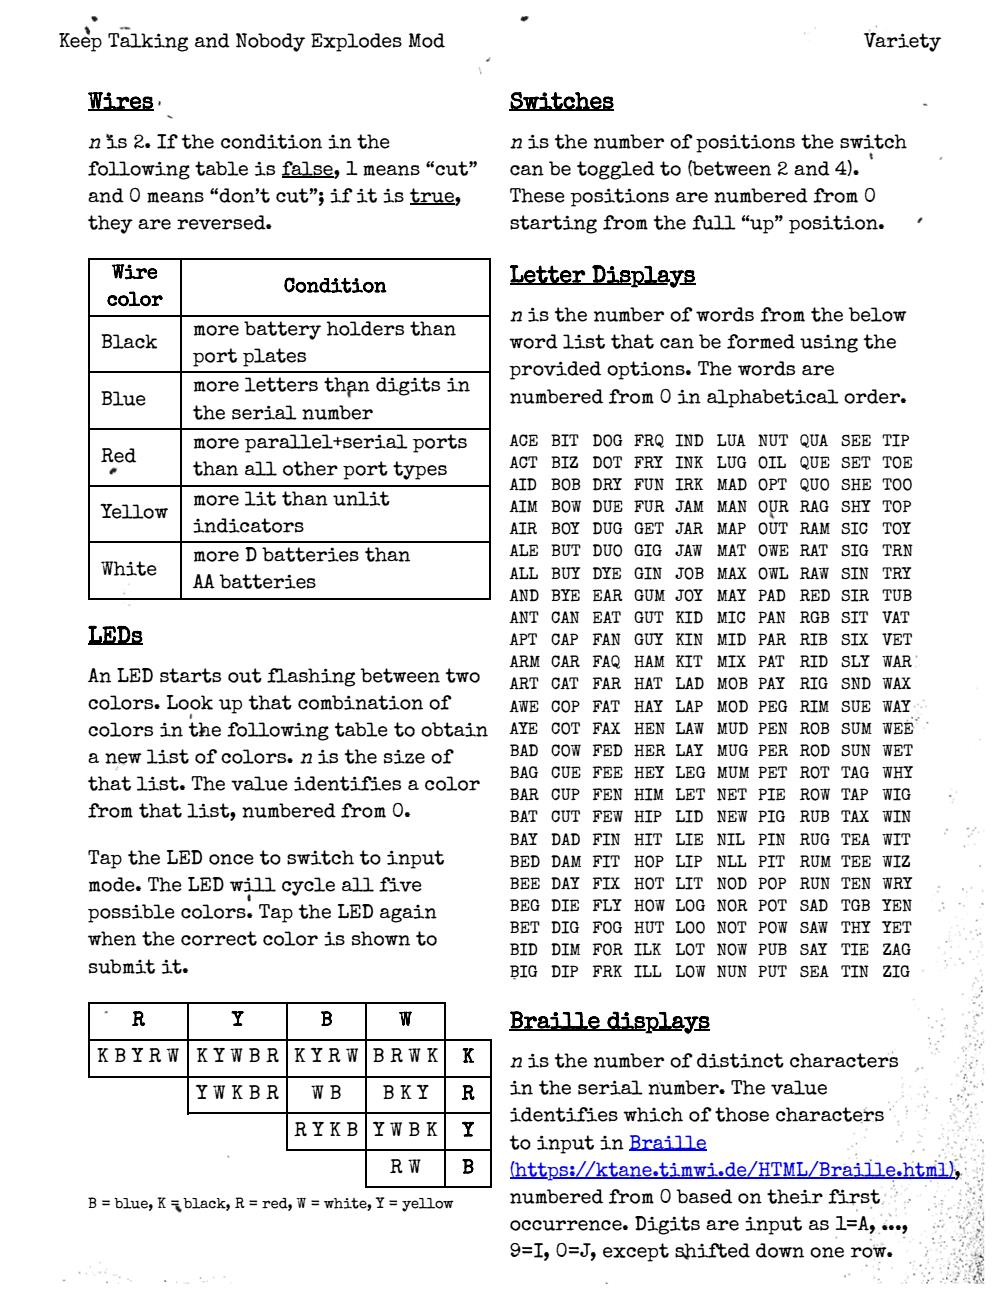 Keep Talking and Nobody Explodes Mod
Variety
Wires
n is 2. If the condition in the
following table is false, 1 means “cut”
and 0 means “don’t cut”; if it is true,
they are reversed.
Wire color | Condition
Black | more battery holders than
port plates
Blue | more letters than digits in
the serial number
Red | more parallel+serial ports
than all other port types
Yellow | more lit than unlit
indicators
White | more D batteries than
AA batteries
LEDs
An LED starts out flashing between two
colors. Look up that combination of
colors in the following table to obtain
a new list of colors. n is the size of
that list. The value identifies a color
from that list, numbered from 0.
Tap the LED once to switch to input
mode. The LED will cycle all five
possible colors. Tap the LED again
when the correct color is shown to
submit it.
R Y B W
K B Y R W K Y W B R K Y R W B R W K K
Y W K B R W B B K Y R
R Y K B Y W B K Y
R W B
B = blue, K = black, R = red, W = white, Y = yellow
Switches
n is the number of positions the switch
can be toggled to (between 2 and 4).
These positions are numbered from 0
starting from the full “up” position.
Letter Displays
n is the number of words from the below
word list that can be formed using the
provided options. The words are
numbered from 0 in alphabetical order.
ACE BIT DOG FRQ IND LUA NUT QUA SEE TIP
ACT BIZ DOT FRY INK LUG OIL QUE SET TOE
AID BOB DRY FUN IRK MAD OPT QUO SHE TOO
AIM BOW DUE FUR JAM MAN OUR RAG SHY TOP
AIR BOY DUG GET JAR MAP OUT RAM SIC TOY
ALE BUT DUO GIG JAW MAT OWE RAT SIG TRN
ALL BUY DYE GIN JOB MAX OWL RAW SIN TRY
AND BYE EAR GUM JOY MAY PAD RED SIR TUB
ANT CAN EAT GUT KID MIC PAN RGB SIT VAT
APT CAP FAN GUY KIN MID PAR RIB SIX VET
ARM CAR FAQ HAM KIT MIX PAT RID SLY WAR
ART CAT FAR HAT LAD MOB PAY RIG SND WAX
AWE COP FAT HAY LAP MOD PEG RIM SUE WAY
AYE COT FAX HEN LAW MUD PEN ROB SUM WEE
BAD COW FED HER LAY MUG PER ROD SUN WET
BAG CUE FEE HEY LEG MUM PET ROT TAG WHY
BAR CUP FEN HIM LET NET PIE ROW TAP WIG
BAT CUT FEW HIP LID NEW PIG RUB TAX WIN
BAY DAD FIN HIT LIE NIL PIN RUG TEA WIT
BED DAM FIT HOP LIP NLL PIT RUM TEE WIZ
BEE DAY FIX HOT LIT NOD POP RUN TEN WRY
BEG DIE FLY HOW LOG NOR POT SAD TGB YEN
BET DIG FOG HUT LOO NOT POW SAW THY YET
BID DIM FOR ILK LOT NOW PUB SAY TIE ZAG
BIG DIP FRK ILL LOW NUN PUT SEA TIN ZIG
Braille displays
n is the number of distinct characters
in the serial number. The value
identifies which of those characters
to input in Braille
(https://ktane.timwi.de/HTML/Braille.html),
numbered from 0 based on their first
occurrence. Digits are input as 1=A, …,
9=I, 0=J, except shifted down one row.